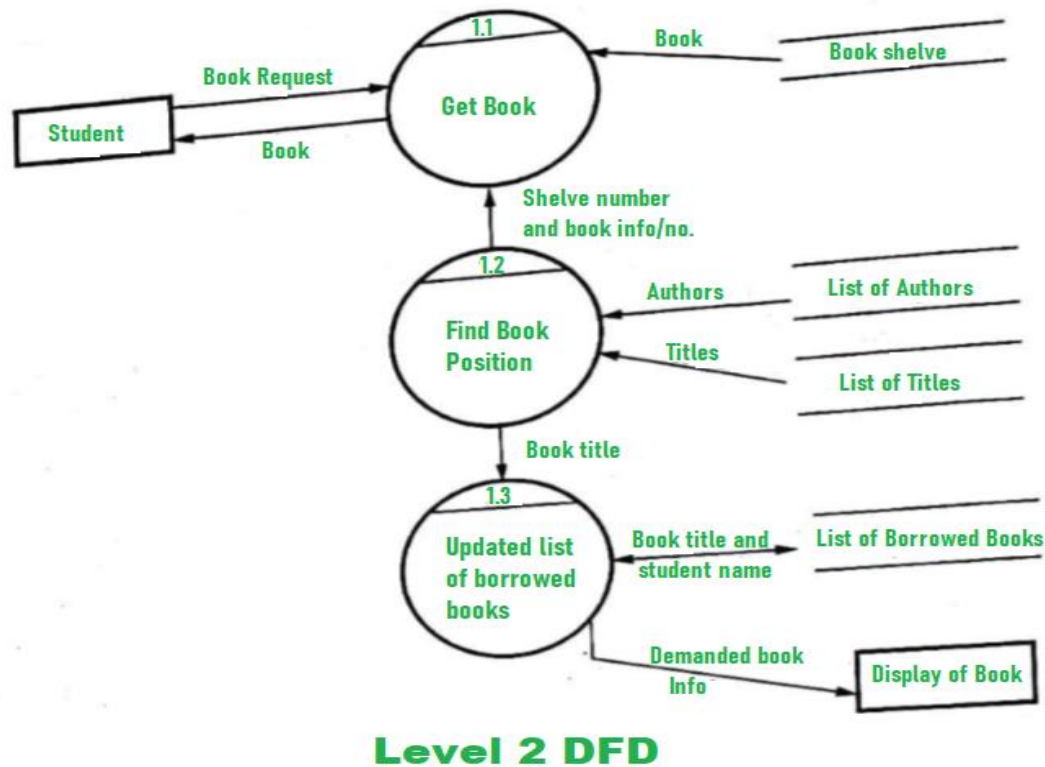 1.1
Book
Book shelve
Book Request
Get Book
Student
Book
Shelve number
and book info/no.
1.2
Authors
List of Authors
Find Book
Position
Titles
List of Titles
Book title
1.3
Updated list
of borrowed
books
Book title and
student name
List of Borrowed Books
Demanded book
Info
Display of Book
Level 2 DFD